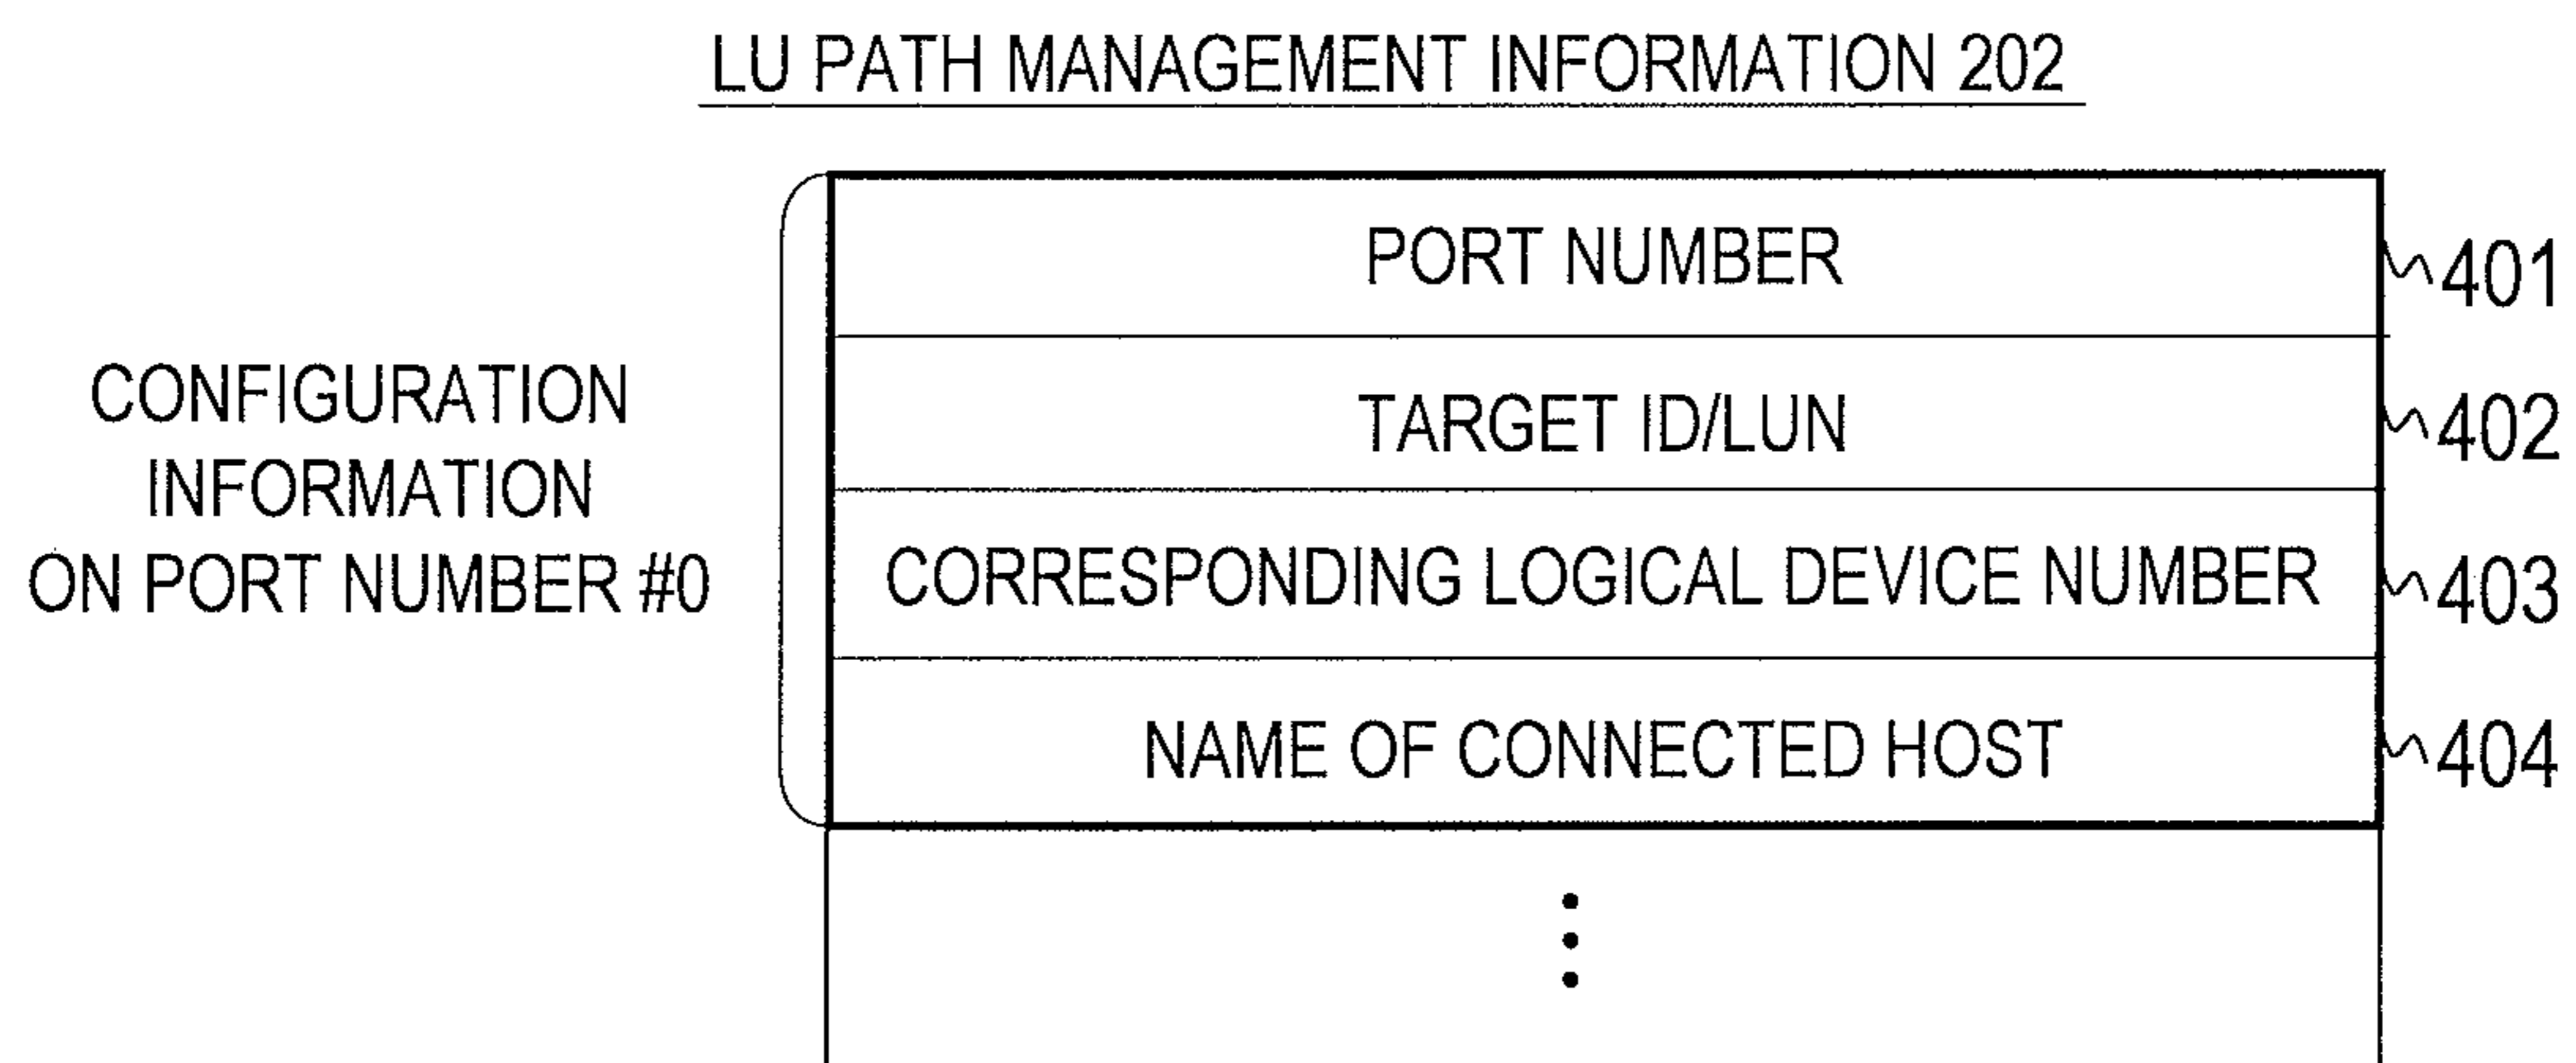 LU PATH MANAGEMENT INFORMATION 202
PORT NUMBER 401
CONFIGURATION
INFORMATION
ON PORT NUMBER #0
TARGET ID/LUN 402
CORRESPONDING LOGICAL DEVICE NUMBER 403
NAME OF CONNECTED HOST 404